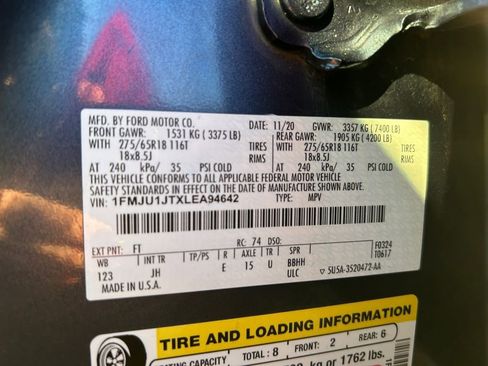 MFD. BY FORD MOTOR CO. DATE: 11/20 GVWR: 3357 KG (7400 LB)
FRONT GAWR: 1531 KG (3375 LB) REAR GAWR: 1905 KG (4200 LB)
WITH 275/65R18 116T TIRES WITH 275/65R18 116T TIRES
18x8.5J RIMS 18x8.5J RIMS
AT 240 kPa/ 35 PSI COLD AT 240 kPa/ 35 PSI COLD
THIS VEHICLE CONFORMS TO ALL APPLICABLE FEDERAL MOTOR VEHICLE
SAFETY AND THEFT PREVENTION STANDARDS IN EFFECT ON THE DATE OF MANUFACTURE SHOWN ABOVE.
VIN: 1FMJU1JTXLEA94642 TYPE: MPV
EXT PNT: FT RC: 74 DSO: F0324
WB INT TR TP/PS R AXLE TR SPR T0617
123 JH E 15 U BBHH
MADE IN U.S.A. ULC ▽ SU5A-3520472-AA
TIRE AND LOADING INFORMATION
SEATING CAPACITY TOTAL: 8 FRONT: 2 REAR: 6
kg or 1762 lbs.